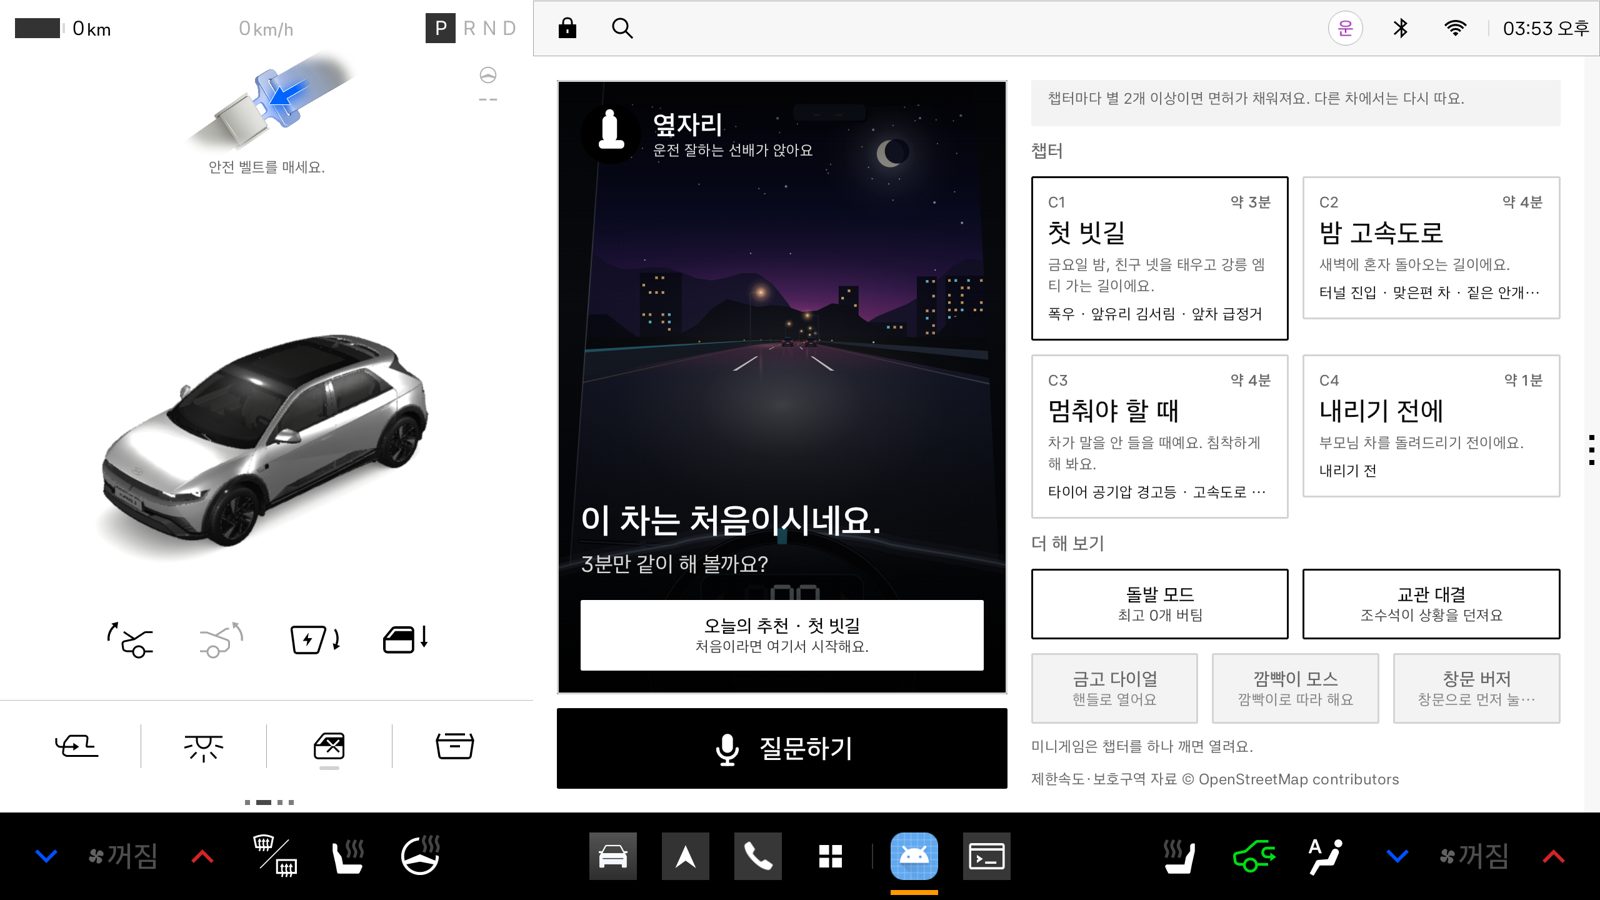 0km
0km/h
P R N D
안전 벨트를 매세요.
운
03:53 오후
옆자리
운전 잘하는 선배가 앉아요
이 차는 처음이시네요.
3분만 같이 해 볼까요?
오늘의 추천 · 첫 빗길
처음이라면 여기서 시작해요.
질문하기
챕터마다 별 2개 이상이면 면허가 채워져요. 다른 차에서는 다시 따요.
챕터
C1 약 3분
첫 빗길
금요일 밤, 친구 넷을 태우고 강릉 엠
티 가는 길이에요.
폭우 · 앞유리 김서림 · 앞차 급정거
C2 약 4분
밤 고속도로
새벽에 혼자 돌아오는 길이에요.
터널 진입 · 맞은편 차 · 짙은 안개…
C3 약 4분
멈춰야 할 때
차가 말을 안 들을 때예요. 침착하게
해 봐요.
타이어 공기압 경고등 · 고속도로 …
C4 약 1분
내리기 전에
부모님 차를 돌려드리기 전이에요.
내리기 전
더 해 보기
돌발 모드
최고 0개 버팀
교관 대결
조수석이 상황을 던져요
금고 다이얼
핸들로 열어요
깜빡이 모스
깜빡이로 따라 해요
창문 버저
창문으로 먼저 눌…
미니게임은 챕터를 하나 깨면 열려요.
제한속도·보호구역 자료 © OpenStreetMap contributors
꺼짐
A
꺼짐